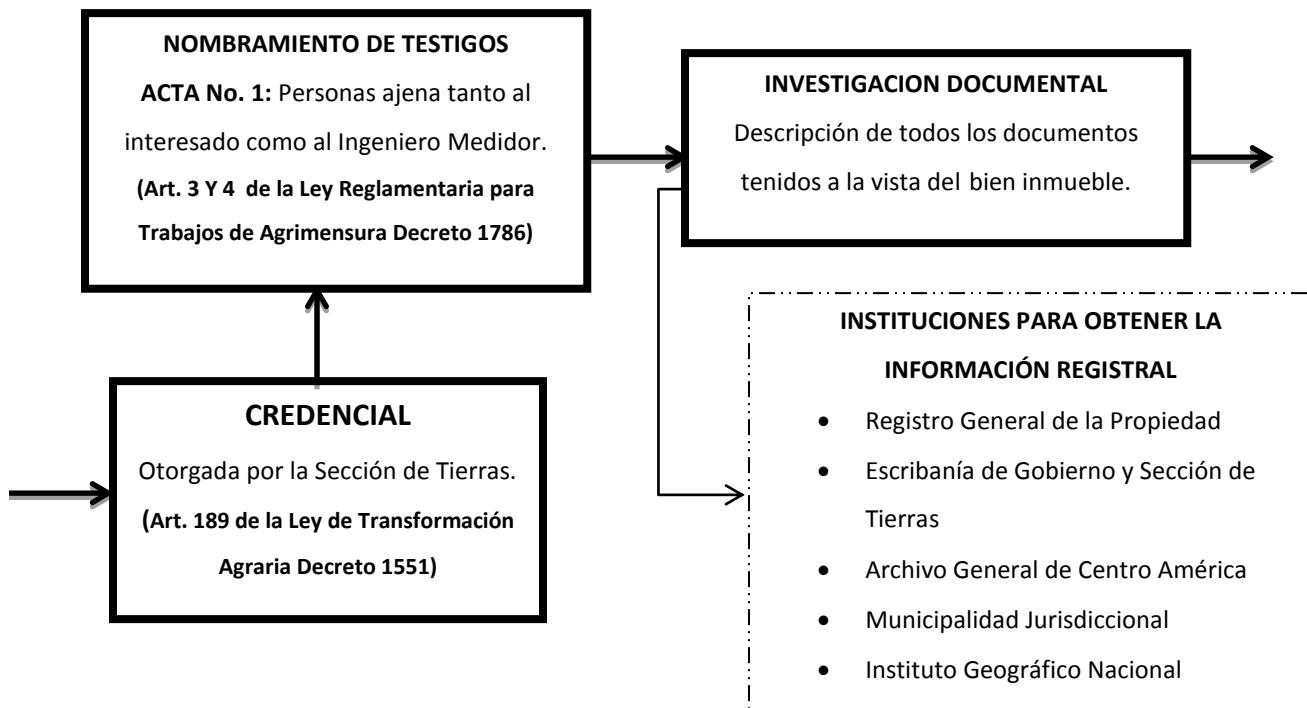 NOMBRAMIENTO DE TESTIGOS
ACTA No. 1: Personas ajena tanto al
interesado como al Ingeniero Medidor.
(Art. 3 Y 4 de la Ley Reglamentaria para
Trabajos de Agrimensura Decreto 1786)
INVESTIGACION DOCUMENTAL
Descripción de todos los documentos
tenidos a la vista del bien inmueble.
CREDENCIAL
Otorgada por la Sección de Tierras.
(Art. 189 de la Ley de Transformación
Agraria Decreto 1551)
INSTITUCIONES PARA OBTENER LA
INFORMACIÓN REGISTRAL
• Registro General de la Propiedad
• Escribanía de Gobierno y Sección de
Tierras
• Archivo General de Centro América
• Municipalidad Jurisdiccional
• Instituto Geográfico Nacional